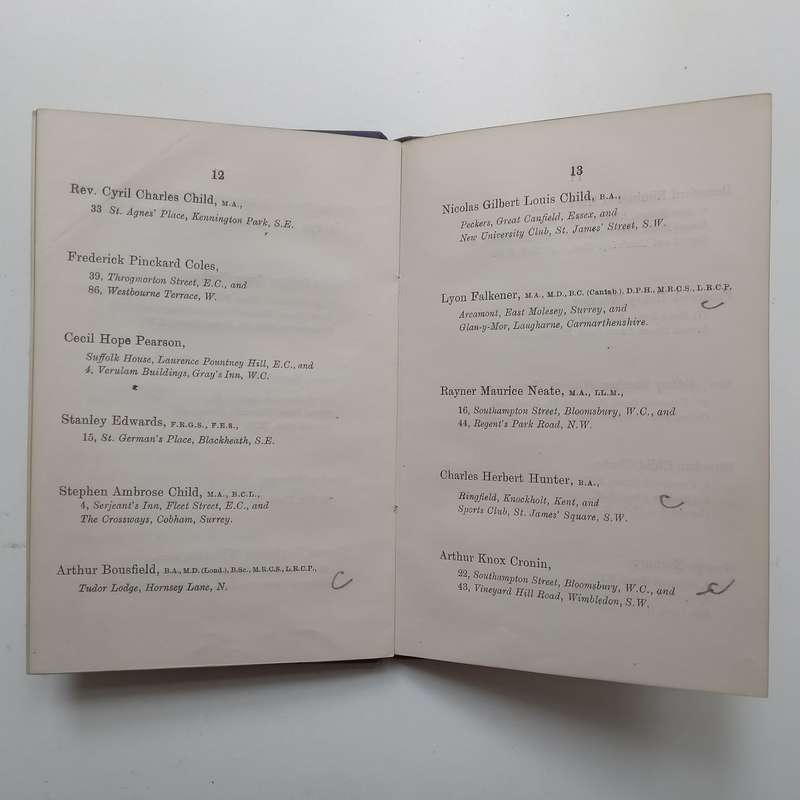 12
Rev. Cyril Charles Child, M.A.,
33 St. Agnes' Place, Kennington Park, S.E.
Frederick Pinckard Coles,
39, Throgmorton Street, E.C., and
86, Westbourne Terrace, W.
Cecil Hope Pearson,
Suffolk House, Laurence Pountney Hill, E.C., and
4, Verulam Buildings, Gray's Inn, W.C.
Stanley Edwards, F.R.G.S., F.E.S.,
15, St. German's Place, Blackheath, S.E.
Stephen Ambrose Child, M.A., B.C.L.,
4, Serjeant's Inn, Fleet Street, E.C., and
The Crossways, Cobham, Surrey.
Arthur Bousfield, B.A., M.D. (Lond.), B.Sc., M.R.C.S., L.R.C.P.,
Tudor Lodge, Hornsey Lane, N.
13
Nicolas Gilbert Louis Child, B.A.,
Peckers, Great Canfield, Essex, and
New University Club, St. James' Street, S.W.
Lyon Falkener, M.A., M.D., B.C. (Cantab.), D.P.H., M.R.C.S., L.R.C.P.,
Arcamont, East Molesey, Surrey, and
Glan-y-Mor, Laugharne, Carmarthenshire.
Rayner Maurice Neate, M.A., LL.M.,
16, Southampton Street, Bloomsbury, W.C., and
44, Regent's Park Road, N.W.
Charles Herbert Hunter, B.A.,
Ringfield, Knockholt, Kent, and
Sports Club, St. James' Square, S.W.
Arthur Knox Cronin,
22, Southampton Street, Bloomsbury, W.C., and
43, Vineyard Hill Road, Wimbledon, S.W.